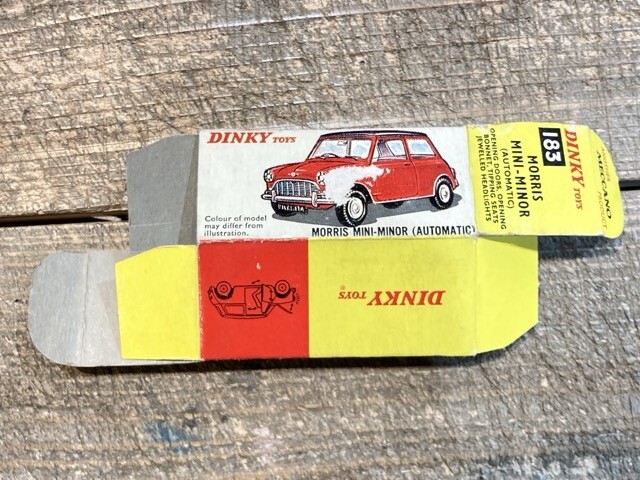 DINKY TOYS
Colour of model
may differ from
illustration.
MORRIS MINI-MINOR (AUTOMATIC)
DINKY TOYS
183
MORRIS
MINI-MINOR
(AUTOMATIC)
OPENING DOORS, OPENING
BONNET, TIPPING SEATS
JEWELLED HEADLIGHTS
MECCANO
PRODUCT
DINKY TOYS®